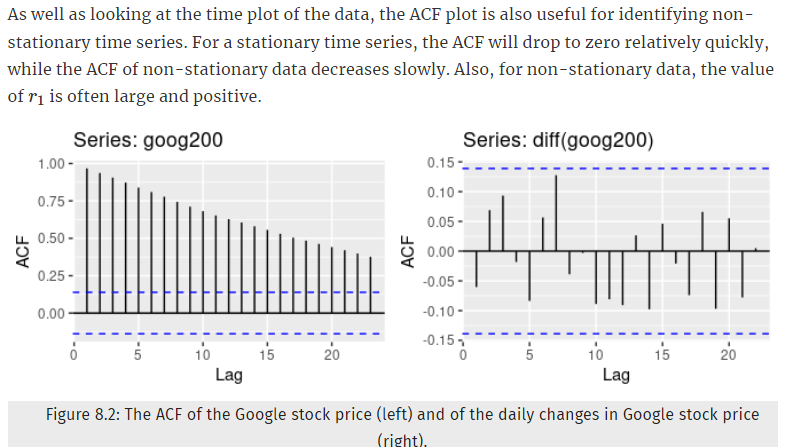 As well as looking at the time plot of the data, the ACF plot is also useful for identifying non-
stationary time series. For a stationary time series, the ACF will drop to zero relatively quickly,
while the ACF of non-stationary data decreases slowly. Also, for non-stationary data, the value
of r₁ is often large and positive.
Series: goog200
1.00
0.75
0.50
0.25
0.00
ACF
0 5 10 15 20
Lag
Series: diff(goog200)
0.15
0.10
0.05
0.00
-0.05
-0.10
-0.15
ACF
0 5 10 15 20
Lag
Figure 8.2: The ACF of the Google stock price (left) and of the daily changes in Google stock price
(right).